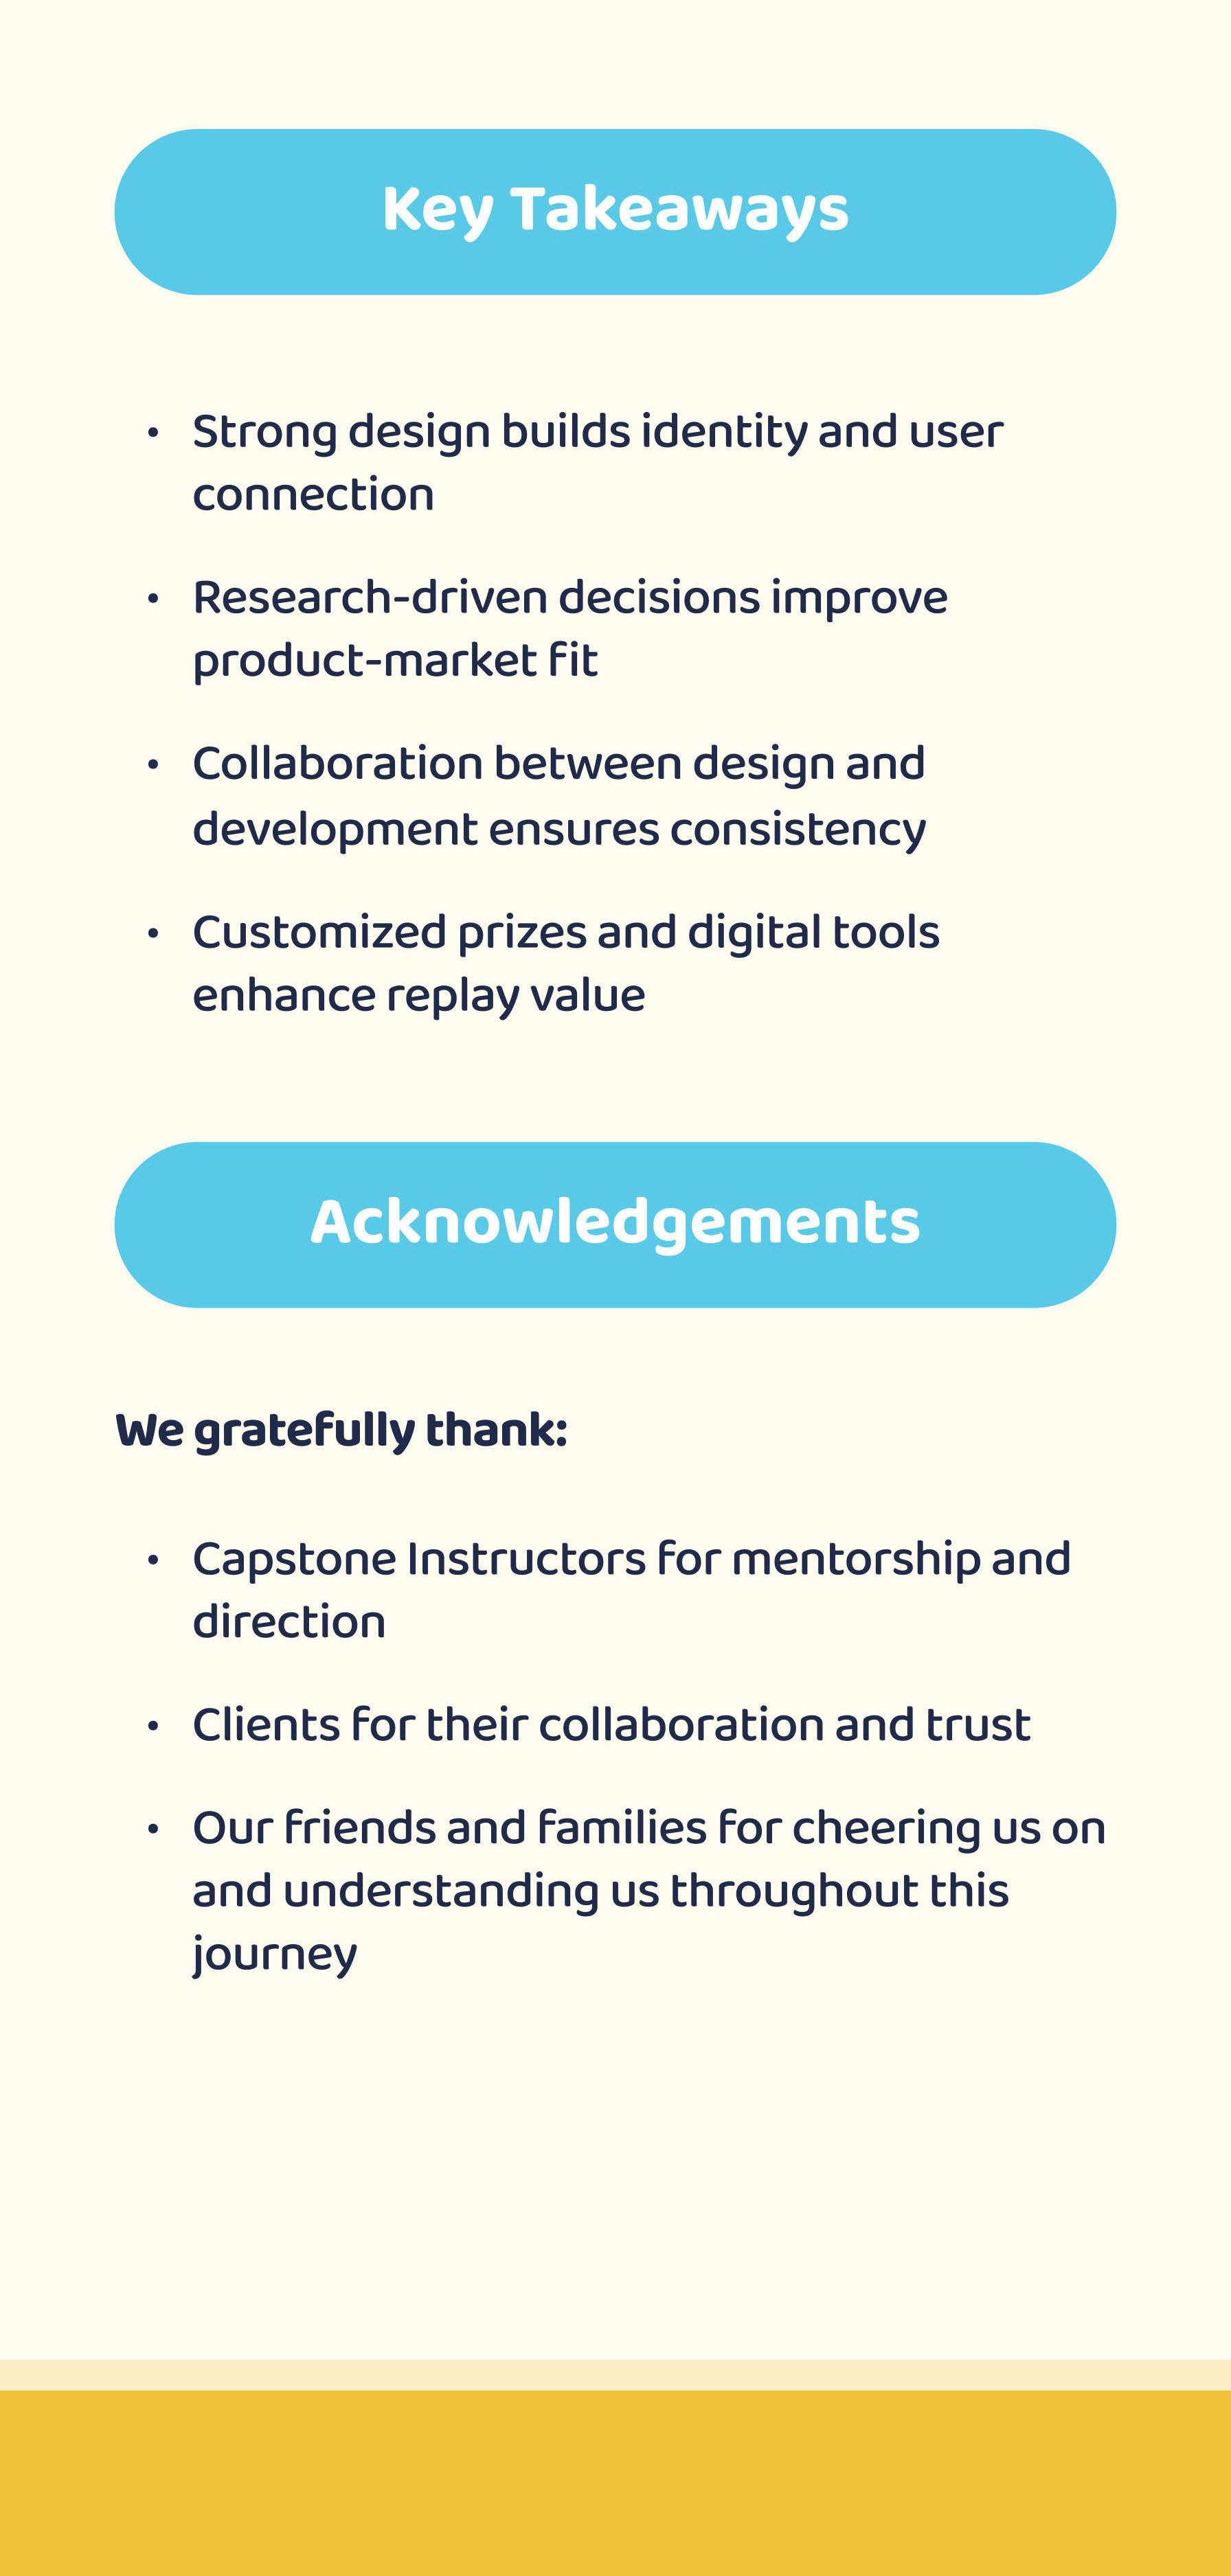 Key Takeaways
• Strong design builds identity and user
connection
• Research-driven decisions improve
product-market fit
• Collaboration between design and
development ensures consistency
• Customized prizes and digital tools
enhance replay value
Acknowledgements
We gratefully thank:
• Capstone Instructors for mentorship and
direction
• Clients for their collaboration and trust
• Our friends and families for cheering us on
and understanding us throughout this
journey